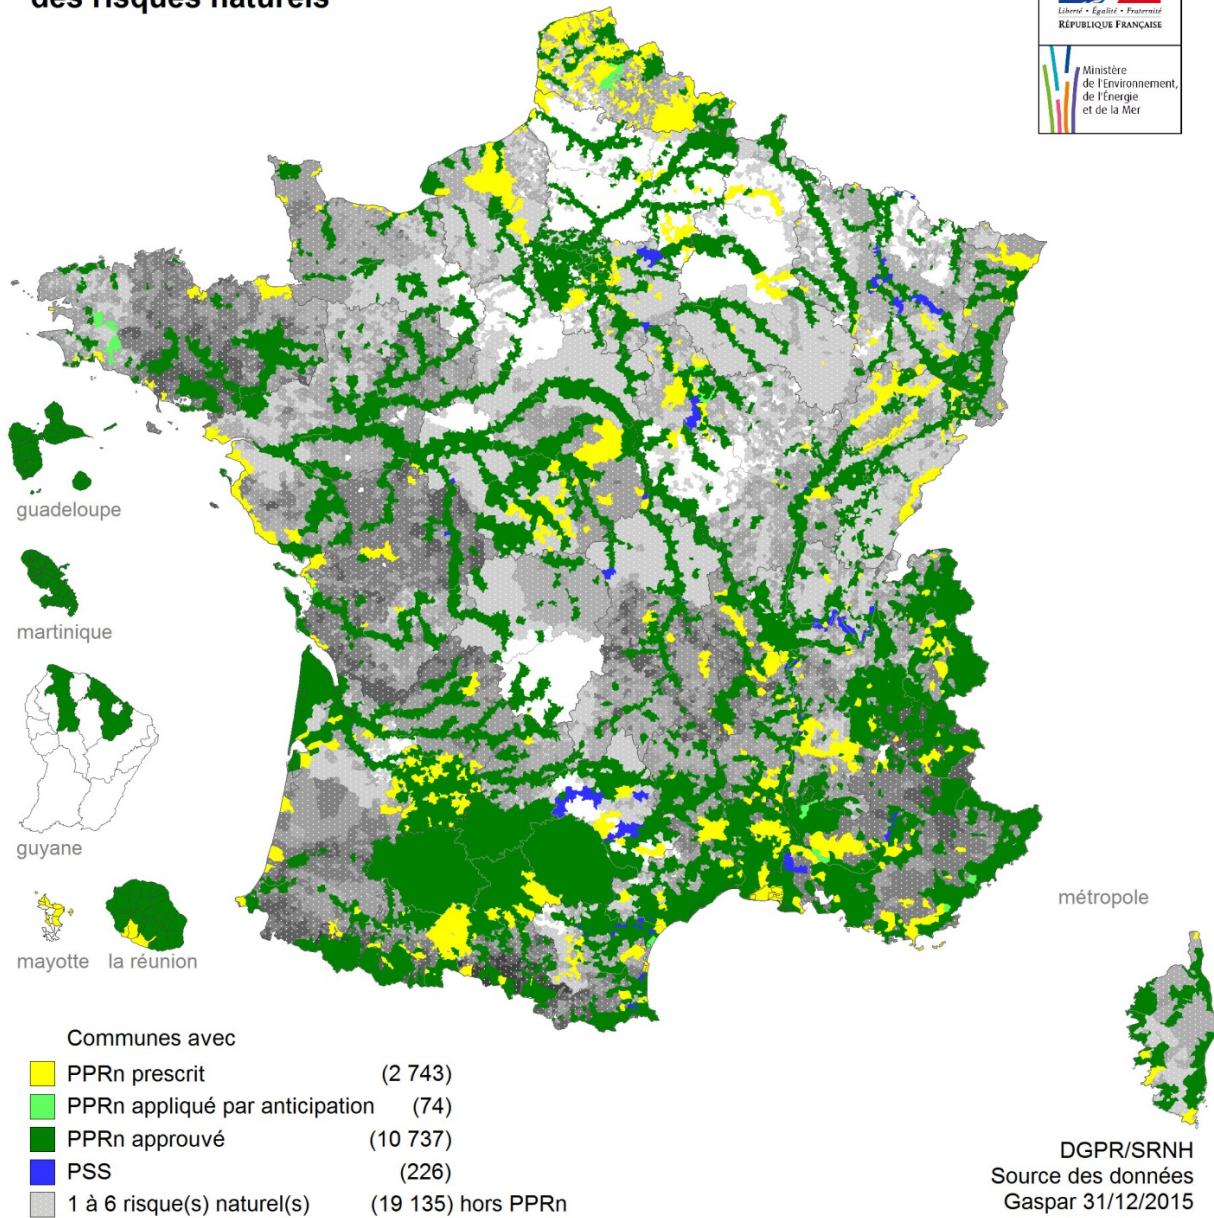 des risques naturels
Liberté • Égalité • Fraternité
RÉPUBLIQUE FRANÇAISE
Ministère
de l'Environnement,
de l'Énergie
et de la Mer
guadeloupe
martinique
guyane
mayotte
la réunion
métropole
Communes avec
PPRn prescrit (2 743)
PPRn appliqué par anticipation (74)
PPRn approuvé (10 737)
PSS (226)
1 à 6 risque(s) naturel(s) (19 135) hors PPRn
DGPR/SRNH
Source des données
Gaspar 31/12/2015